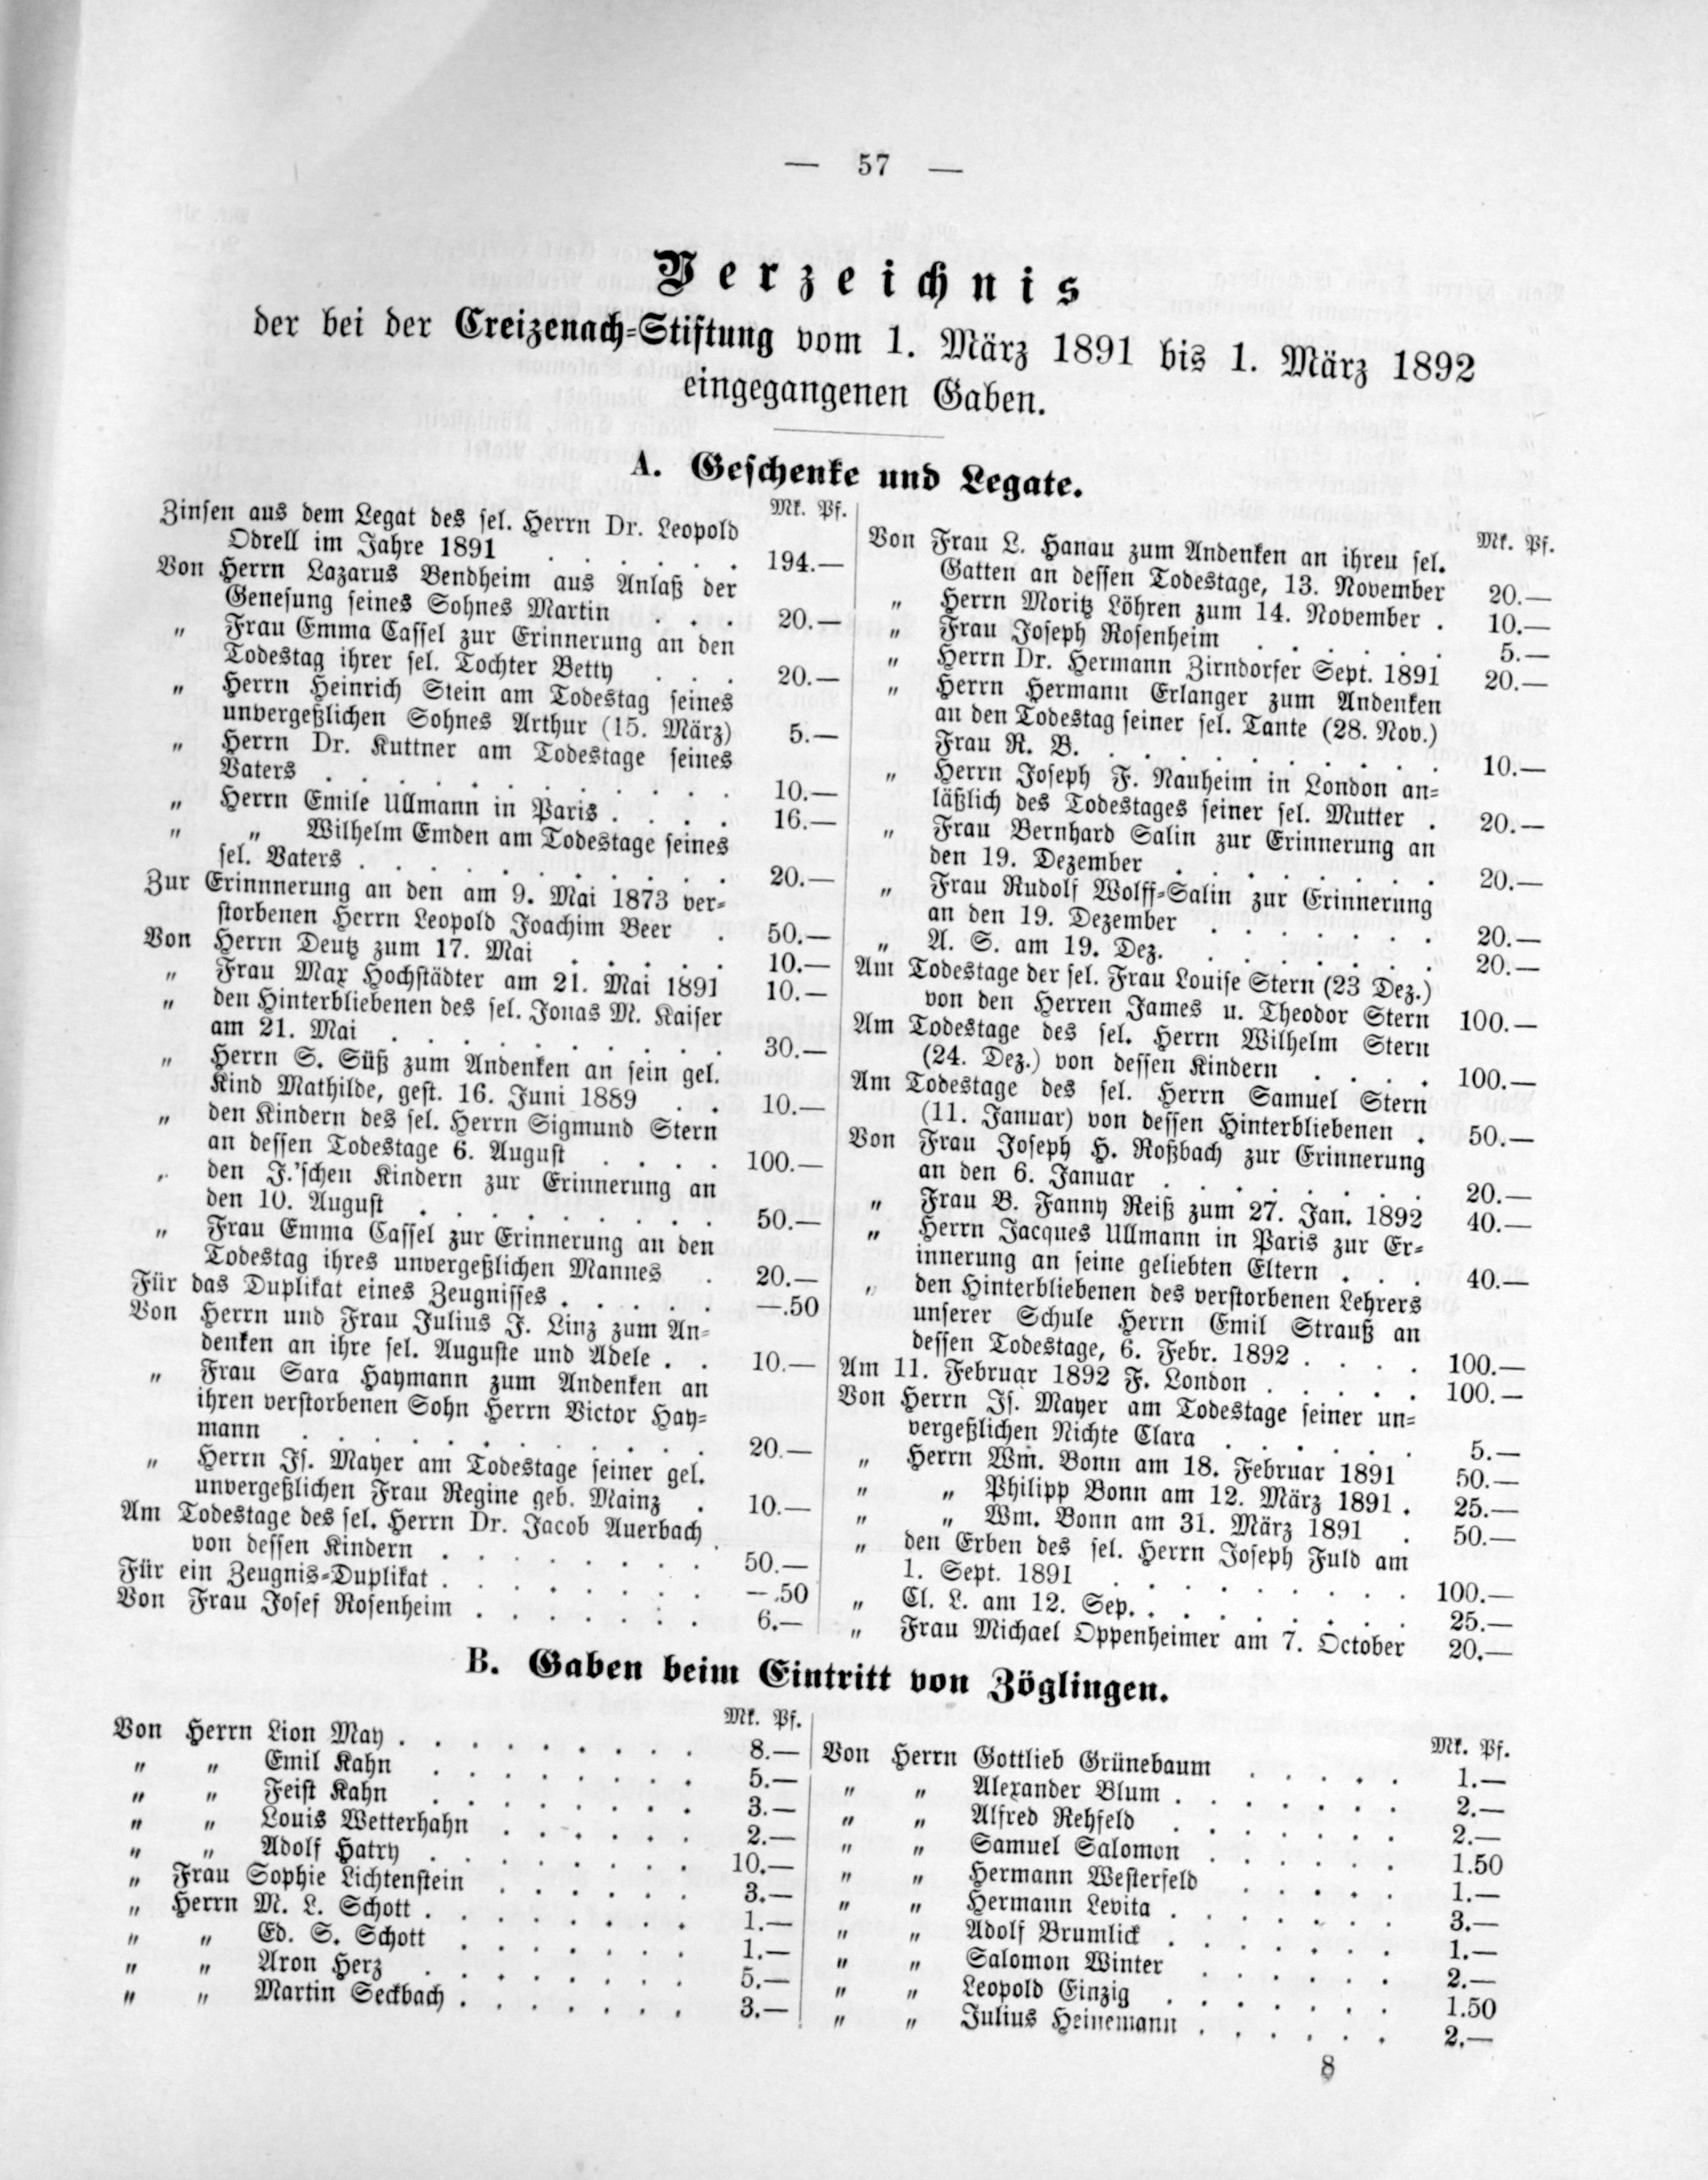 — 57 —
Verzeichnis
der bei der Creizenach-Stiftung vom 1. März 1891 bis 1. März 1892
eingegangenen Gaben.
A. Geschenke und Legate.
Mk. Pf.
Zinsen aus dem Legat des sel. Herrn Dr. Leopold
Odrell im Jahre 1891 . . . . . . 194.—
Von Herrn Lazarus Bendheim aus Anlaß der
Genesung seines Sohnes Martin . . . 20.—
„ Frau Emma Cassel zur Erinnerung an den
Todestag ihrer sel. Tochter Betty . . . 20.—
„ Herrn Heinrich Stein am Todestag seines
unvergeßlichen Sohnes Arthur (15. März) 5.—
„ Herrn Dr. Kuttner am Todestage seines
Vaters . . . . . . . . . . . 10.—
„ Herrn Emile Ullmann in Paris . . . . 16.—
„ „ Wilhelm Emden am Todestage seines
sel. Vaters . . . . . . . . . . 20.—
Zur Erinnnerung an den am 9. Mai 1873 ver-
storbenen Herrn Leopold Joachim Beer . 50.—
Von Herrn Deutz zum 17. Mai . . . . . 10.—
„ Frau Max Hochstädter am 21. Mai 1891 10.—
„ den Hinterbliebenen des sel. Jonas M. Kaiser
am 21. Mai . . . . . . . . . 30.—
„ Herrn S. Süß zum Andenken an sein gel.
Kind Mathilde, gest. 16. Juni 1889 . . 10.—
„ den Kindern des sel. Herrn Sigmund Stern
an dessen Todestage 6. August . . . . 100.—
„ den J.'schen Kindern zur Erinnerung an
den 10. August . . . . . . . . 50.—
„ Frau Emma Cassel zur Erinnerung an den
Todestag ihres unvergeßlichen Mannes . 20.—
Für das Duplikat eines Zeugnisses . . . . . —.50
Von Herrn und Frau Julius J. Linz zum An-
denken an ihre sel. Auguste und Adele . . 10.—
„ Frau Sara Haymann zum Andenken an
ihren verstorbenen Sohn Herrn Victor Hay-
mann . . . . . . . . . . . 20.—
„ Herrn Is. Mayer am Todestage seiner gel.
unvergeßlichen Frau Regine geb. Mainz . 10.—
Am Todestage des sel. Herrn Dr. Jacob Auerbach
von dessen Kindern . . . . . . . . 50.—
Für ein Zeugnis-Duplikat . . . . . . . . —.50
Von Frau Josef Rosenheim . . . . . . . 6.—
Mk. Pf.
Von Frau L. Hanau zum Andenken an ihren sel.
Gatten an dessen Todestage, 13. November 20.—
„ Herrn Moritz Löhren zum 14. November . 10.—
„ Frau Joseph Rosenheim . . . . . . 5.—
„ Herrn Dr. Hermann Zirndorfer Sept. 1891 20.—
„ Herrn Hermann Erlanger zum Andenken
an den Todestag seiner sel. Tante (28. Nov.)
Frau R. B. . . . . . . . . . . 10.—
„ Herrn Joseph F. Nauheim in London an-
läßlich des Todestages seiner sel. Mutter . 20.—
„ Frau Bernhard Salin zur Erinnerung an
den 19. Dezember . . . . . . . . 20.—
„ Frau Rudolf Wolff-Salin zur Erinnerung
an den 19. Dezember . . . . . . . 20.—
„ A. S. am 19. Dez. . . . . . . . 20.—
Am Todestage der sel. Frau Louise Stern (23 Dez.)
von den Herren James u. Theodor Stern 100.—
Am Todestage des sel. Herrn Wilhelm Stern
(24. Dez.) von dessen Kindern . . . . 100.—
Am Todestage des sel. Herrn Samuel Stern
(11. Januar) von dessen Hinterbliebenen . 50.—
Von Frau Joseph H. Roßbach zur Erinnerung
an den 6. Januar . . . . . . . . 20.—
„ Frau B. Fanny Reiß zum 27. Jan. 1892 40.—
„ Herrn Jacques Ullmann in Paris zur Er-
innerung an seine geliebten Eltern . . . 40.—
„ den Hinterbliebenen des verstorbenen Lehrers
unserer Schule Herrn Emil Strauß an
dessen Todestage, 6. Febr. 1892 . . . . 100.—
Am 11. Februar 1892 F. London . . . . . 100.—
Von Herrn Is. Mayer am Todestage seiner un-
vergeßlichen Nichte Clara . . . . . . 5.—
„ Herrn Wm. Bonn am 18. Februar 1891 50.—
„ „ Philipp Bonn am 12. März 1891 . 25.—
„ „ Wm. Bonn am 31. März 1891 . 50.—
„ den Erben des sel. Herrn Joseph Fuld am
1. Sept. 1891 . . . . . . . . . 100.—
„ Cl. L. am 12. Sep. . . . . . . . . 25.—
„ Frau Michael Oppenheimer am 7. October 20.—
B. Gaben beim Eintritt von Zöglingen.
Mk. Pf.
Von Herrn Lion May . . . . . . . . . 8.—
„ „ Emil Kahn . . . . . . . . 5.—
„ „ Feist Kahn . . . . . . . . 3.—
„ „ Louis Wetterhahn . . . . . . 2.—
„ „ Adolf Hatry . . . . . . . . 10.—
„ Frau Sophie Lichtenstein . . . . . . 3.—
„ Herrn M. L. Schott . . . . . . . . 1.—
„ „ Ed. S. Schott . . . . . . . 1.—
„ „ Aron Herz . . . . . . . . 5.—
„ „ Martin Seckbach . . . . . . . 3.—
Mk. Pf.
Von Herrn Gottlieb Grünebaum . . . . . 1.—
„ „ Alexander Blum . . . . . . . 2.—
„ „ Alfred Rehfeld . . . . . . . 2.—
„ „ Samuel Salomon . . . . . . 1.50
„ „ Hermann Westerfeld . . . . . 1.—
„ „ Hermann Levita . . . . . . . 3.—
„ „ Adolf Brumlick . . . . . . . 1.—
„ „ Salomon Winter . . . . . . 2.—
„ „ Leopold Einzig . . . . . . . 1.50
„ „ Julius Heinemann . . . . . . 2.—
8